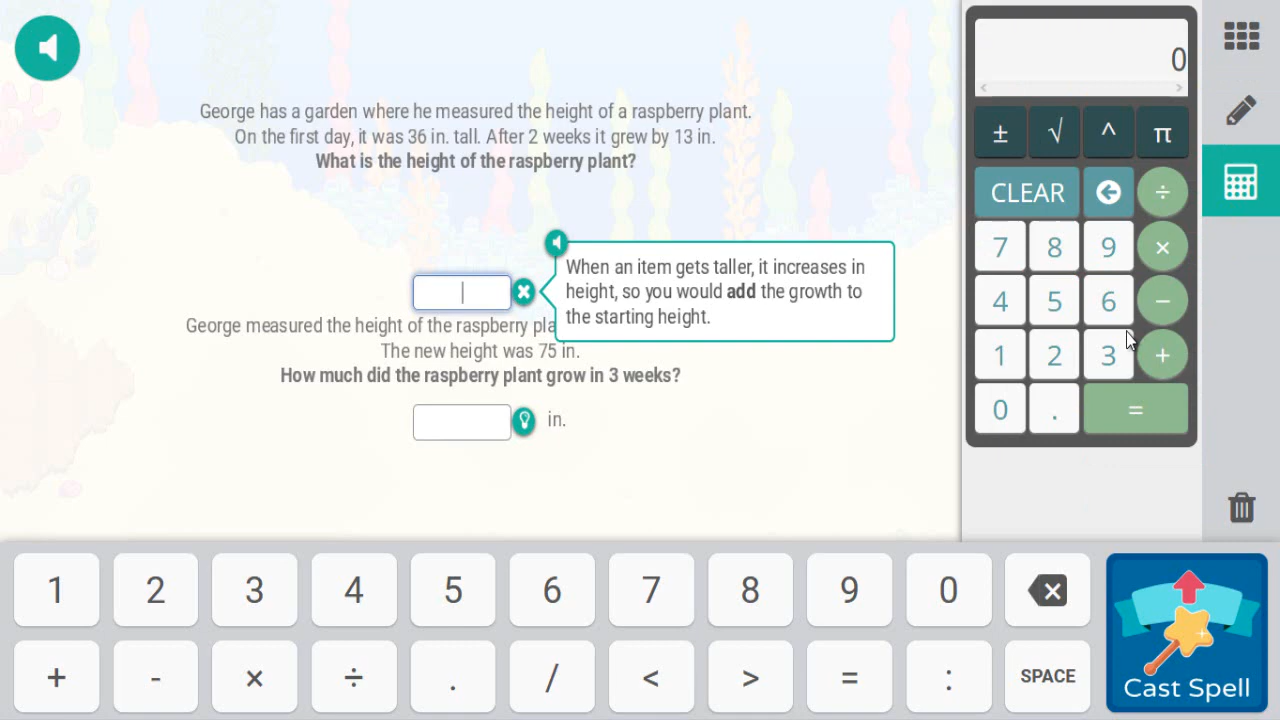 George has a garden where he measured the height of a raspberry plant.
On the first day, it was 36 in. tall. After 2 weeks it grew by 13 in.
What is the height of the raspberry plant?
When an item gets taller, it increases in
height, so you would add the growth to
the starting height.
George measured the height of the raspberry
The new height was 75 in.
How much did the raspberry plant grow in 3 weeks?
in.
0
± √ ^ π
CLEAR ÷
7 8 9 ×
4 5 6 −
1 2 3 +
0 . =
1 2 3 4 5 6 7 8 9 0
+ - × ÷ . / < > = : SPACE
Cast Spell